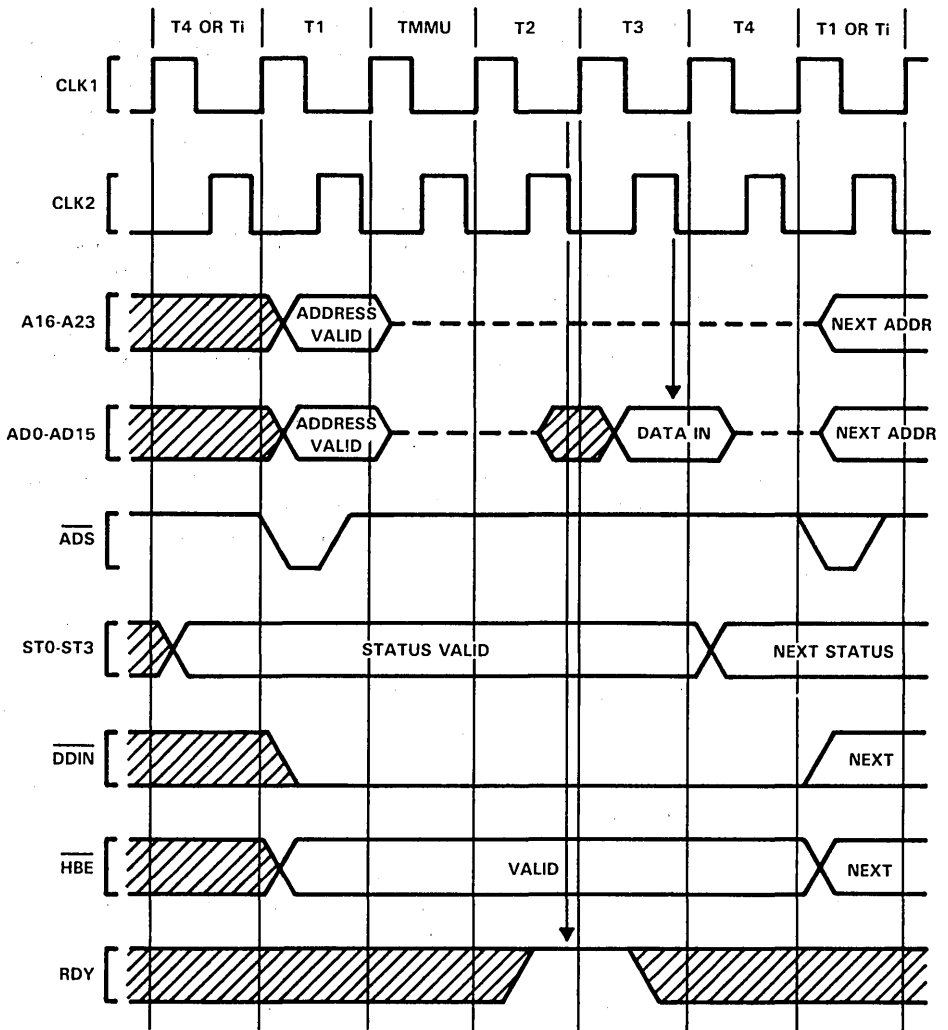 T4 OR Ti T1 TMMU T2 T3 T4 T1 OR Ti
CLK1
CLK2
A16-A23 ADDRESS VALID NEXT ADDR
AD0-AD15 ADDRESS VALID DATA IN NEXT ADDR
ADS
ST0-ST3 STATUS VALID NEXT STATUS
DDIN NEXT
HBE VALID NEXT
RDY